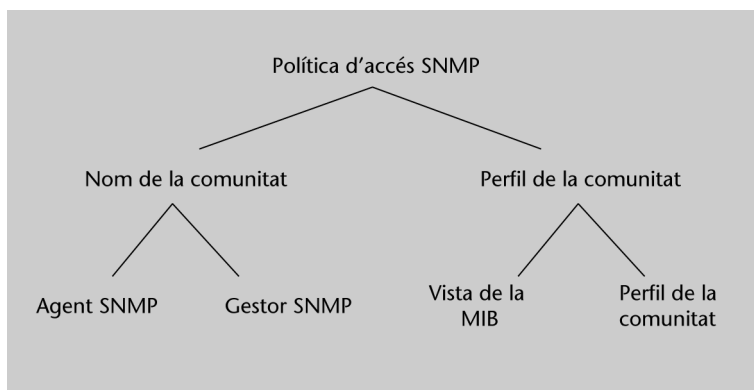 Política d’accés SNMP
Nom de la comunitat
Perfil de la comunitat
Agent SNMP
Gestor SNMP
Vista de la
MIB
Perfil de la
comunitat